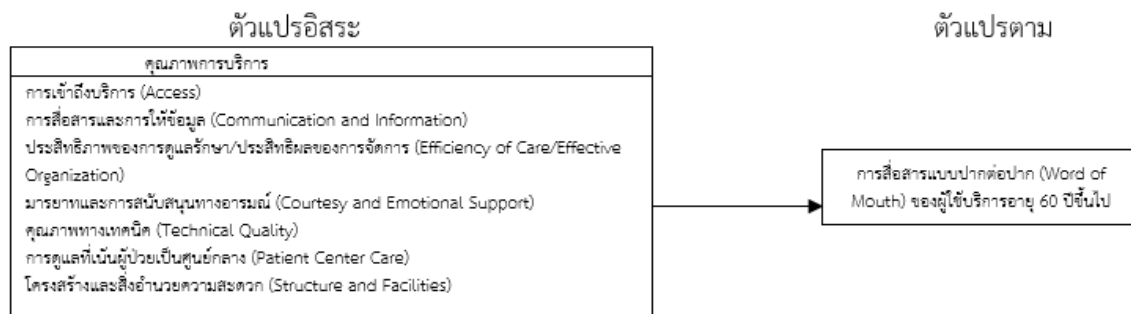 ตัวแปรอิสระ
ตัวแปรตาม
คุณภาพการบริการ
การเข้าถึงบริการ (Access)
การสื่อสารและการให้ข้อมูล (Communication and Information)
ประสิทธิภาพของการดูแลรักษา/ประสิทธิผลของการจัดการ (Efficiency of Care/Effective
Organization)
มารยาทและการสนับสนุนทางอารมณ์ (Courtesy and Emotional Support)
คุณภาพทางเทคนิค (Technical Quality)
การดูแลที่เน้นผู้ป่วยเป็นศูนย์กลาง (Patient Center Care)
โครงสร้างและสิ่งอำนวยความสะดวก (Structure and Facilities)
การสื่อสารแบบปากต่อปาก (Word of
Mouth) ของผู้ใช้บริการอายุ 60 ปีขึ้นไป